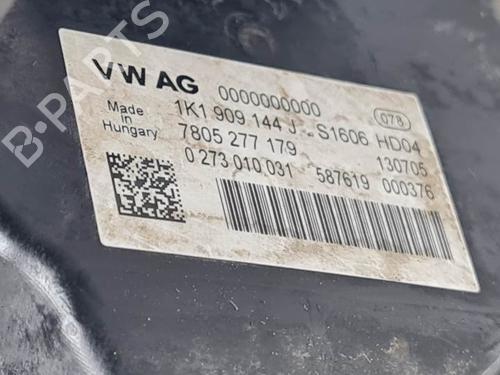 B-PARTS
VW AG 0000000000 078
Made in Hungary
1K1 909 144 J S1606 HD04
7805 277 179 130705
0 273 010 031 587619 000376